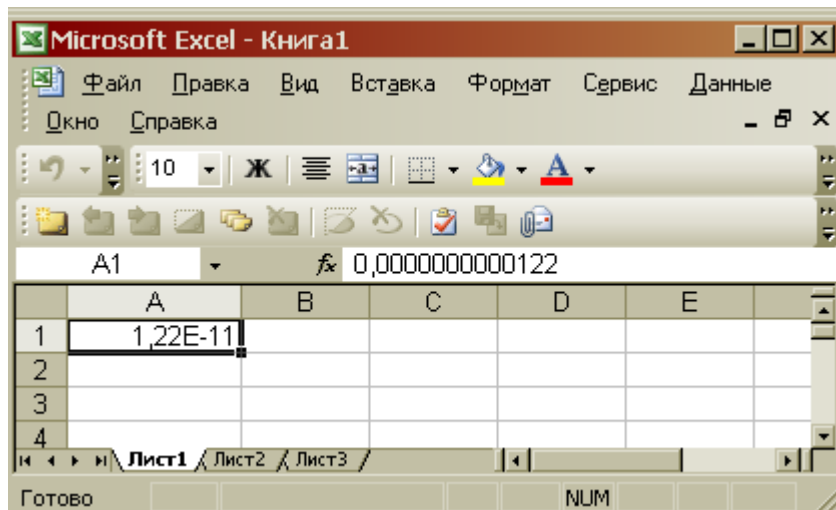 Microsoft Excel - Книга1
Файл Правка Вид Вставка Формат Сервис Данные
Окно Справка
10 Ж А
A1 fx 0,0000000000122
A B C D E
1 1,22E-11
2
3
4
Лист1 Лист2 Лист3
Готово NUM